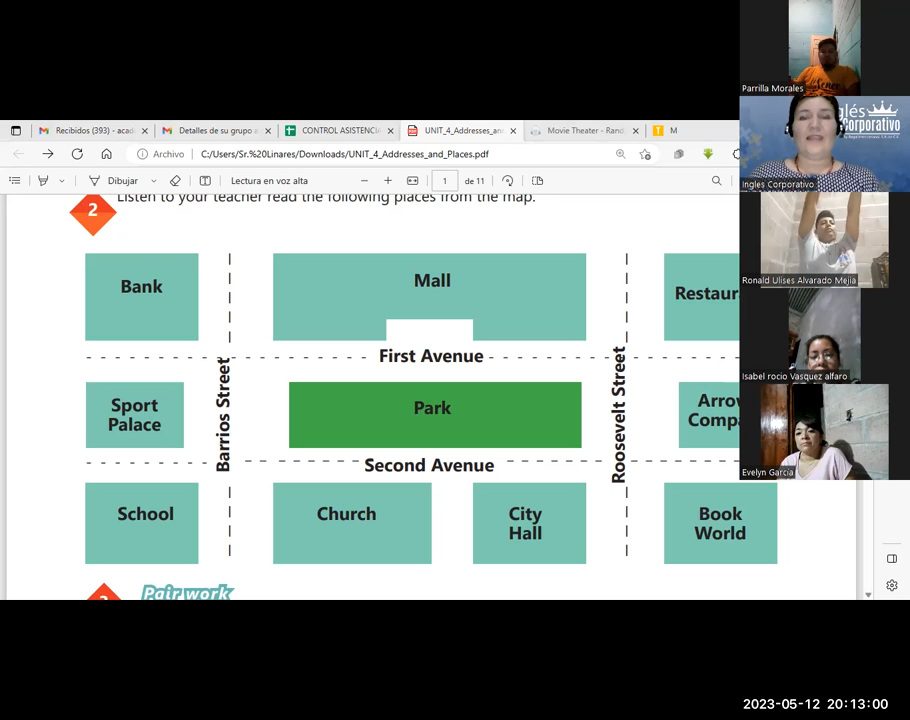 Recibidos (393) - acad
Detalles de su grupo a
CONTROL ASISTENCI
UNIT_4_Addresses_an
Movie Theater - Rand
M
Archivo
C:/Users/Sr.%20Linares/Downloads/UNIT_4_Addresses_and_Places.pdf
Dibujar
Lectura en voz alta
1
de 11
2
Listen to your teacher read the following places from the map.
Bank
Mall
Restaur
First Avenue
Barrios Street
Roosevelt Street
Sport
Palace
Park
Arrow
Compa
Second Avenue
School
Church
City
Hall
Book
World
Pair work
Parrilla Morales
glés
Corporativo
Ingles Corporativo
Ronald Ulises Alvarado Mejia
Isabel rocio Vasquez alfaro
Evelyn Garcia
2023-05-12 20:13:00